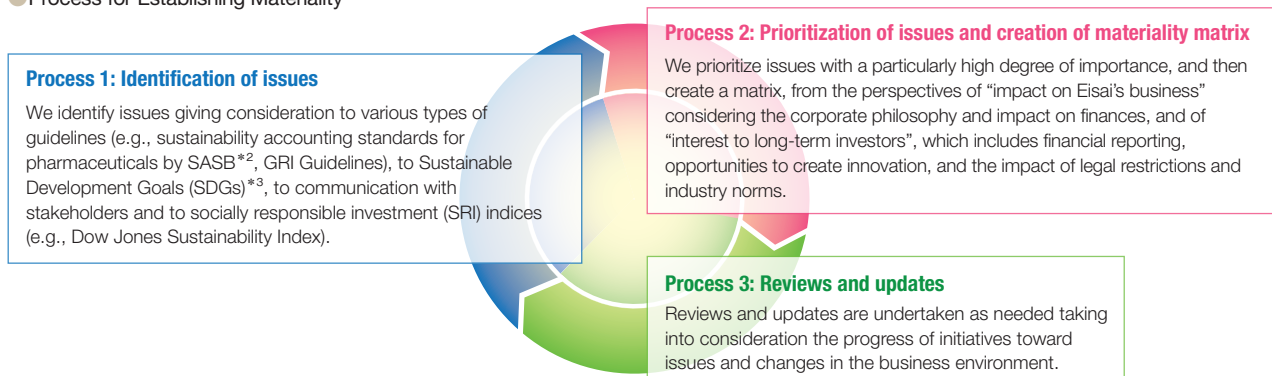 ●Process for Establishing Materiality
Process 1: Identification of issues
We identify issues giving consideration to various types of
guidelines (e.g., sustainability accounting standards for
pharmaceuticals by SASB*2, GRI Guidelines), to Sustainable
Development Goals (SDGs)*3, to communication with
stakeholders and to socially responsible investment (SRI) indices
(e.g., Dow Jones Sustainability Index).
Process 2: Prioritization of issues and creation of materiality matrix
We prioritize issues with a particularly high degree of importance, and then
create a matrix, from the perspectives of “impact on Eisai’s business”
considering the corporate philosophy and impact on finances, and of
“interest to long-term investors”, which includes financial reporting,
opportunities to create innovation, and the impact of legal restrictions and
industry norms.
Process 3: Reviews and updates
Reviews and updates are undertaken as needed taking
into consideration the progress of initiatives toward
issues and changes in the business environment.